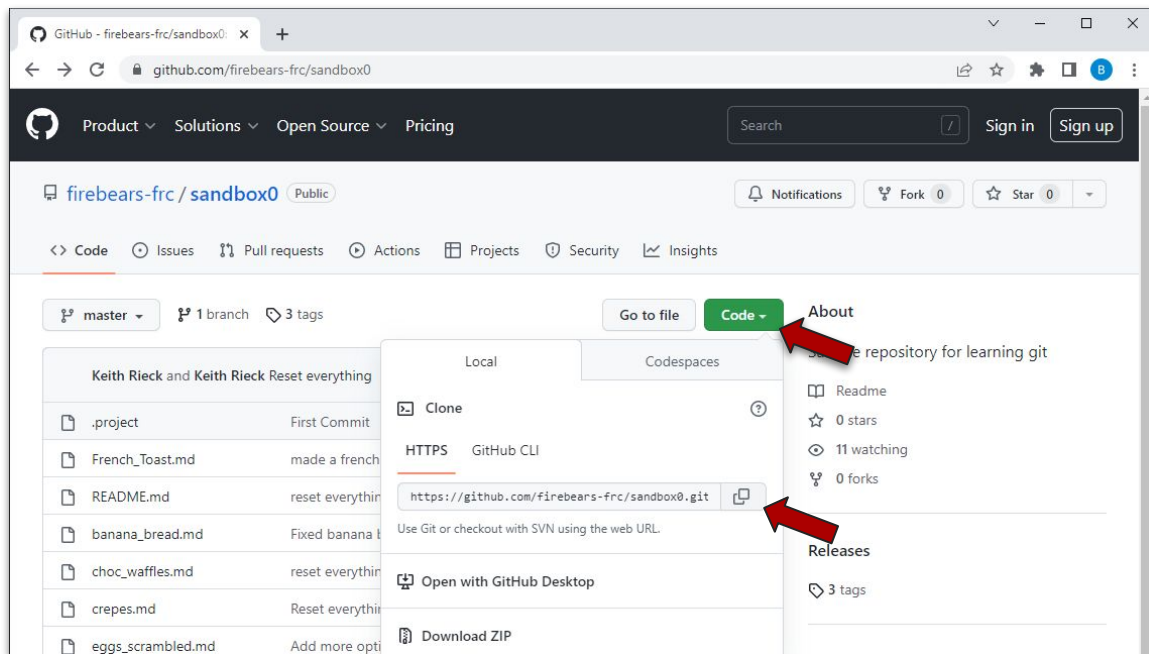 GitHub - firebears-frc/sandbox0:
github.com/firebears-frc/sandbox0
B
Product Solutions Open Source Pricing
Search /
Sign in Sign up
firebears-frc / sandbox0 Public
Notifications Fork 0 Star 0
Code Issues Pull requests Actions Projects Security Insights
master 1 branch 3 tags
Go to file Code
About
repository for learning git
Local Codespaces
Keith Rieck and Keith Rieck Reset everything
Readme
Clone
.project First Commit
0 stars
HTTPS GitHub CLI
11 watching
French_Toast.md made a french
0 forks
https://github.com/firebears-frc/sandbox0.git
README.md reset everythin
Use Git or checkout with SVN using the web URL.
banana_bread.md Fixed banana b
Releases
choc_waffles.md reset everythin
Open with GitHub Desktop
3 tags
crepes.md Reset everythin
Download ZIP
eggs_scrambled.md Add more opti